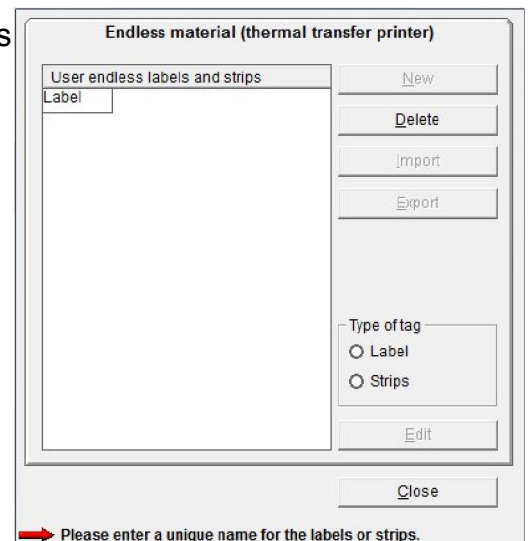 s
Endless material (thermal transfer printer)
User endless labels and strips
Label
New
Delete
Import
Export
Type of tag
Label
Strips
Edit
Close
Please enter a unique name for the labels or strips.